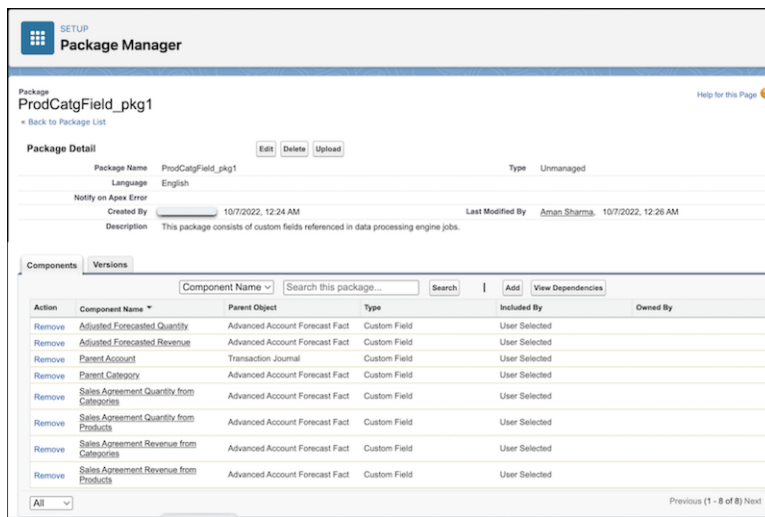 SETUP
Package Manager
Package
ProdCatgField_pkg1
Help for this Page
« Back to Package List
Package Detail Edit Delete Upload
Package Name ProdCatgField_pkg1 Type Unmanaged
Language English
Notify on Apex Error
Created By 10/7/2022, 12:24 AM Last Modified By Aman Sharma, 10/7/2022, 12:26 AM
Description This package consists of custom fields referenced in data processing engine jobs.
Components Versions
Component Name Search this package... Search | Add View Dependencies
Action Component Name Parent Object Type Included By Owned By
Remove Adjusted Forecasted Quantity Advanced Account Forecast Fact Custom Field User Selected
Remove Adjusted Forecasted Revenue Advanced Account Forecast Fact Custom Field User Selected
Remove Parent Account Transaction Journal Custom Field User Selected
Remove Parent Category Advanced Account Forecast Fact Custom Field User Selected
Remove Sales Agreement Quantity from Categories Advanced Account Forecast Fact Custom Field User Selected
Remove Sales Agreement Quantity from Products Advanced Account Forecast Fact Custom Field User Selected
Remove Sales Agreement Revenue from Categories Advanced Account Forecast Fact Custom Field User Selected
Remove Sales Agreement Revenue from Products Advanced Account Forecast Fact Custom Field User Selected
All Previous (1 - 8 of 8) Next